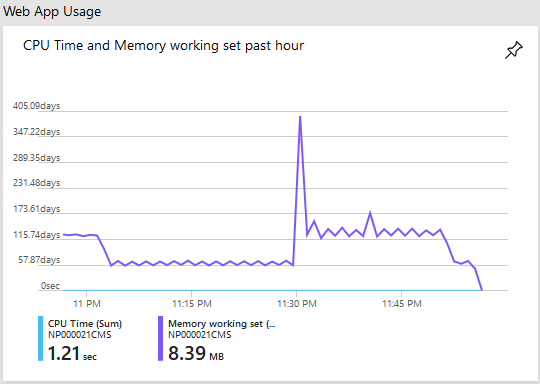 Web App Usage
CPU Time and Memory working set past hour
405.09days
347.22days
289.35days
231.48days
173.61days
115.74days
57.87days
0sec
11 PM
11:15 PM
11:30 PM
11:45 PM
CPU Time (Sum)
NP000021CMS
1.21 sec
Memory working set (...
NP000021CMS
8.39 MB